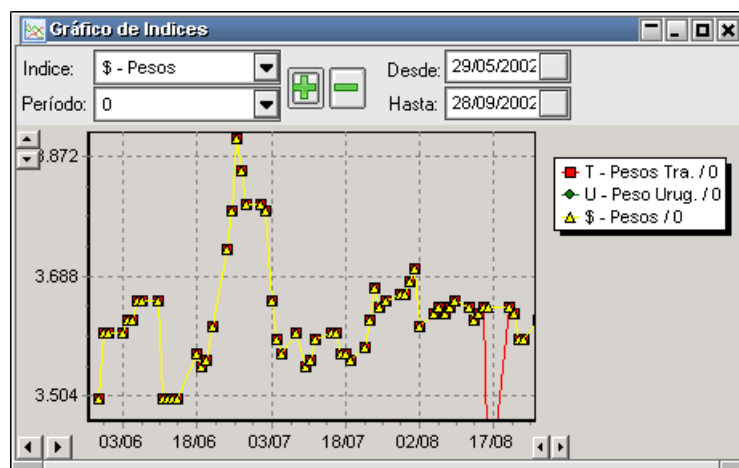 Gráfico de Indices
Indice: $ - Pesos
Período: 0
Desde: 29/05/2002
Hasta: 28/09/2002
3.872
3.688
3.504
03/06 18/06 03/07 18/07 02/08 17/08
T - Pesos Tra. / 0
U - Peso Urug. / 0
$ - Pesos / 0